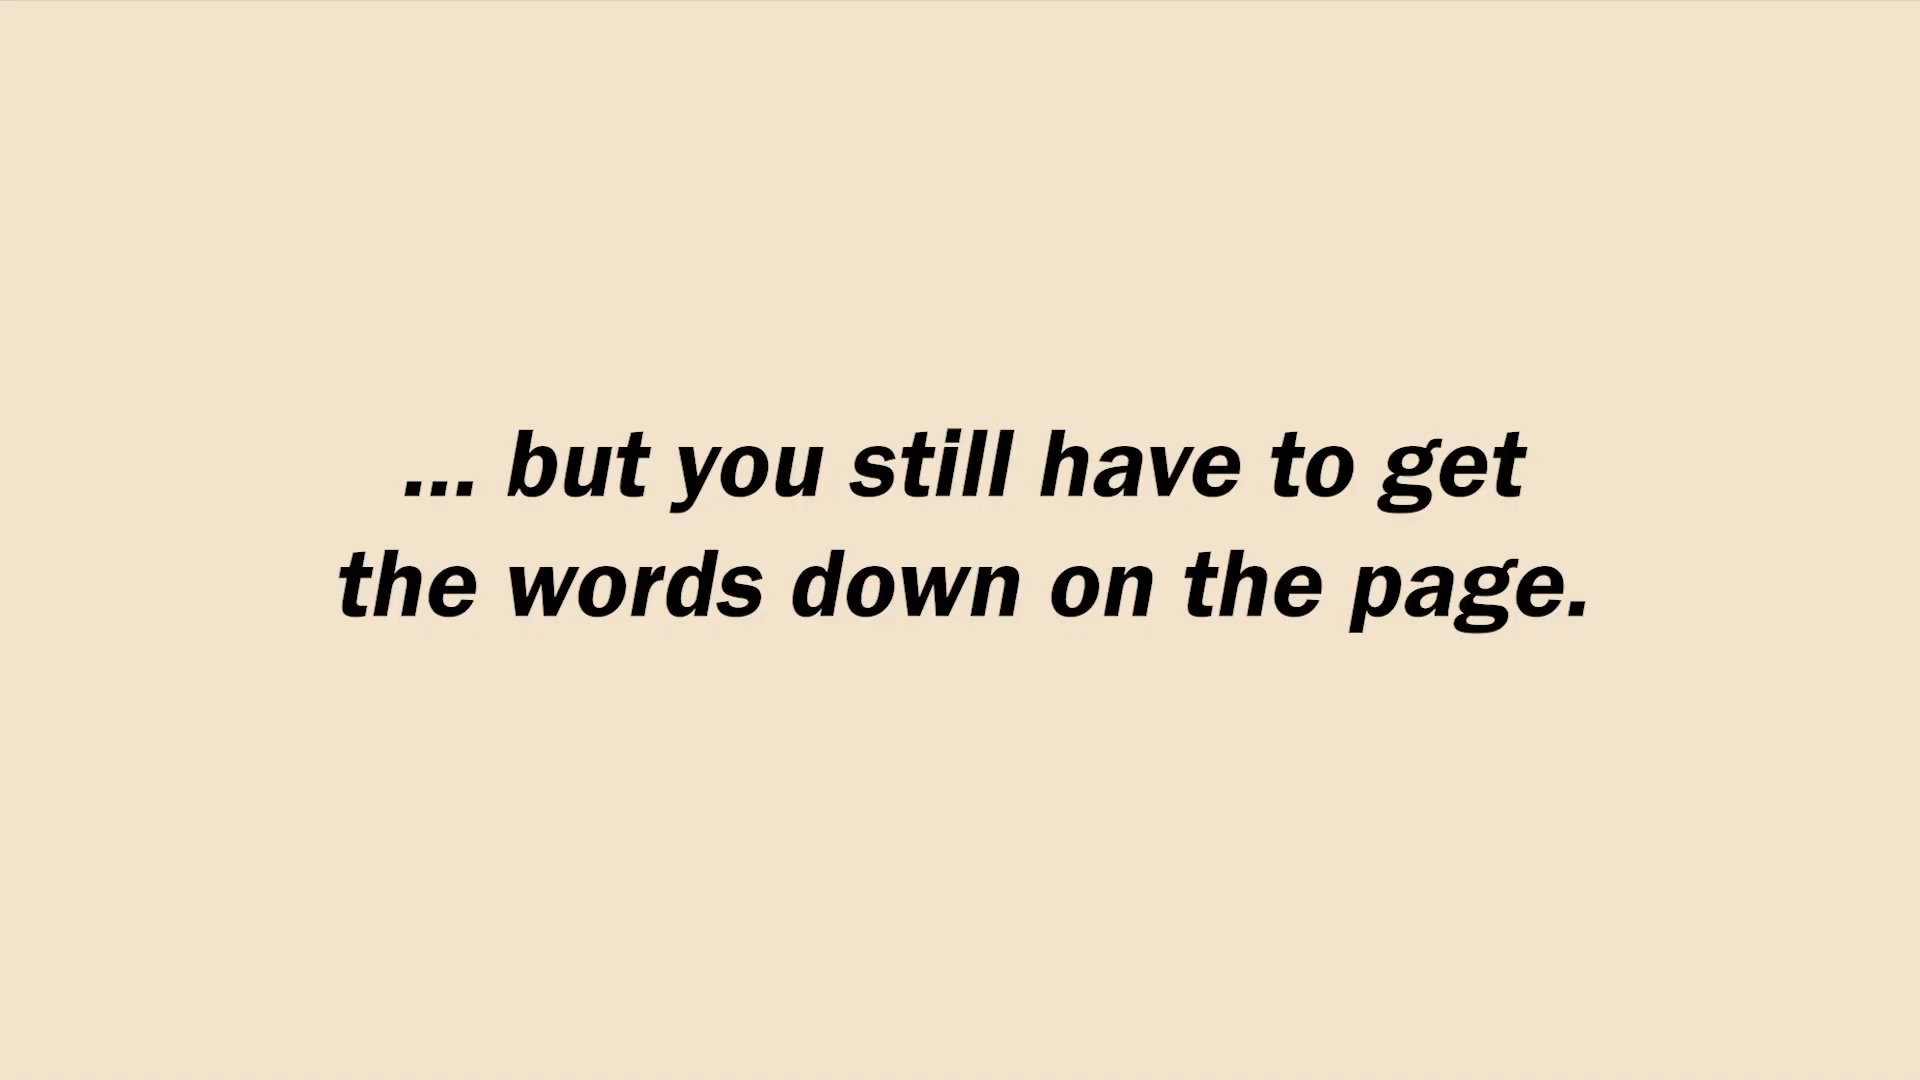 ... but you still have to get
the words down on the page.